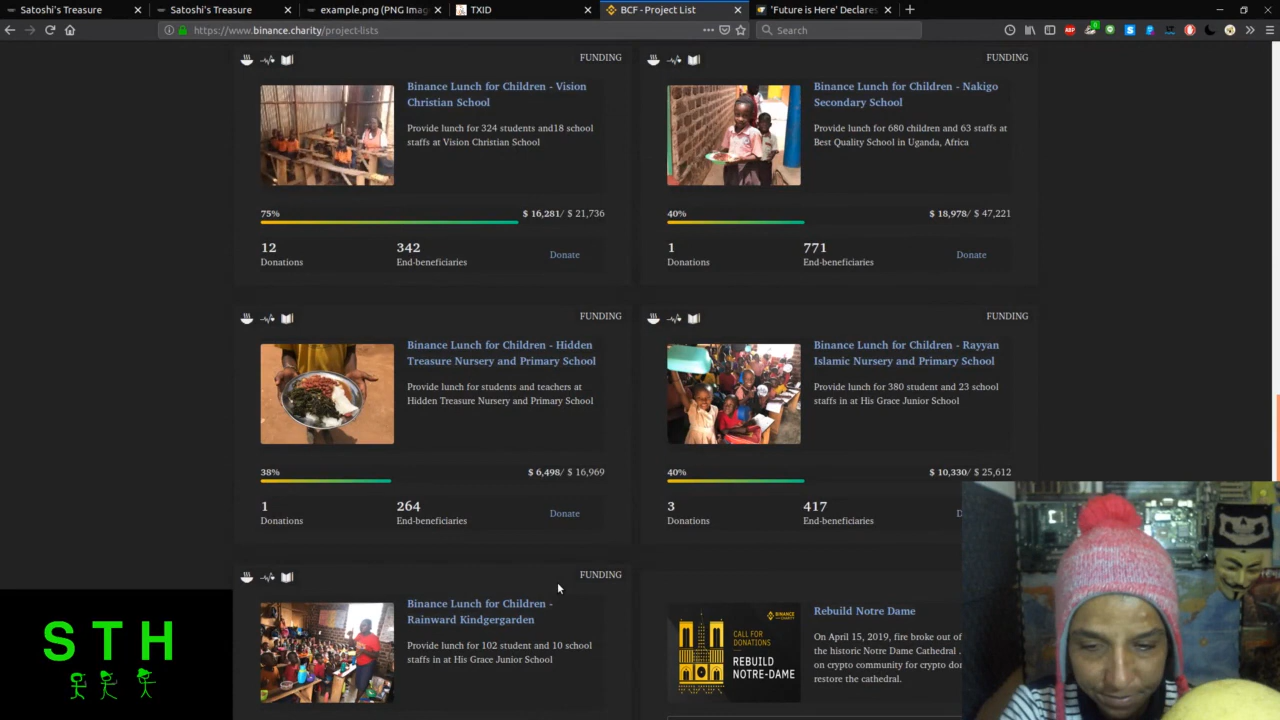 Satoshi's Treasure
Satoshi's Treasure
example.png (PNG Imag
TXID
BCF - Project List
'Future is Here' Declares
https://www.binance.charity/project-lists
Search
FUNDING
Binance Lunch for Children - Vision
Christian School
Provide lunch for 324 students and18 school
staffs at Vision Christian School
75%
$ 16,281/ $ 21,736
12
Donations
342
End-beneficiaries
Donate
FUNDING
Binance Lunch for Children - Nakigo
Secondary School
Provide lunch for 680 children and 63 staffs at
Best Quality School in Uganda, Africa
40%
$ 18,978/ $ 47,221
1
Donations
771
End-beneficiaries
Donate
FUNDING
Binance Lunch for Children - Hidden
Treasure Nursery and Primary School
Provide lunch for students and teachers at
Hidden Treasure Nursery and Primary School
38%
$ 6,498/ $ 16,969
1
Donations
264
End-beneficiaries
Donate
FUNDING
Binance Lunch for Children - Rayyan
Islamic Nursery and Primary School
Provide lunch for 380 student and 23 school
staffs in at His Grace Junior School
40%
$ 10,330/ $ 25,612
3
Donations
417
End-beneficiaries
D
FUNDING
Binance Lunch for Children -
Rainward Kindgergarden
Provide lunch for 102 student and 10 school
staffs in at His Grace Junior School
BINANCE
CHARITY
CALL FOR
DONATIONS
REBUILD
NOTRE-DAME
Rebuild Notre Dame
On April 15, 2019, fire broke out of
the historic Notre Dame Cathedral .
on crypto community for crypto don
restore the cathedral.
STH